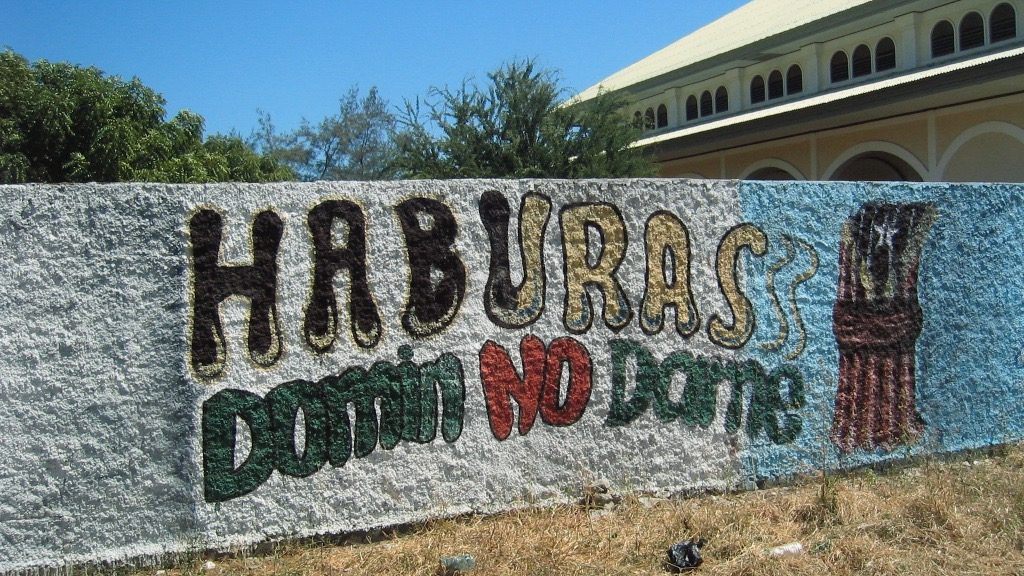 HABURAS
Domin NO Dame